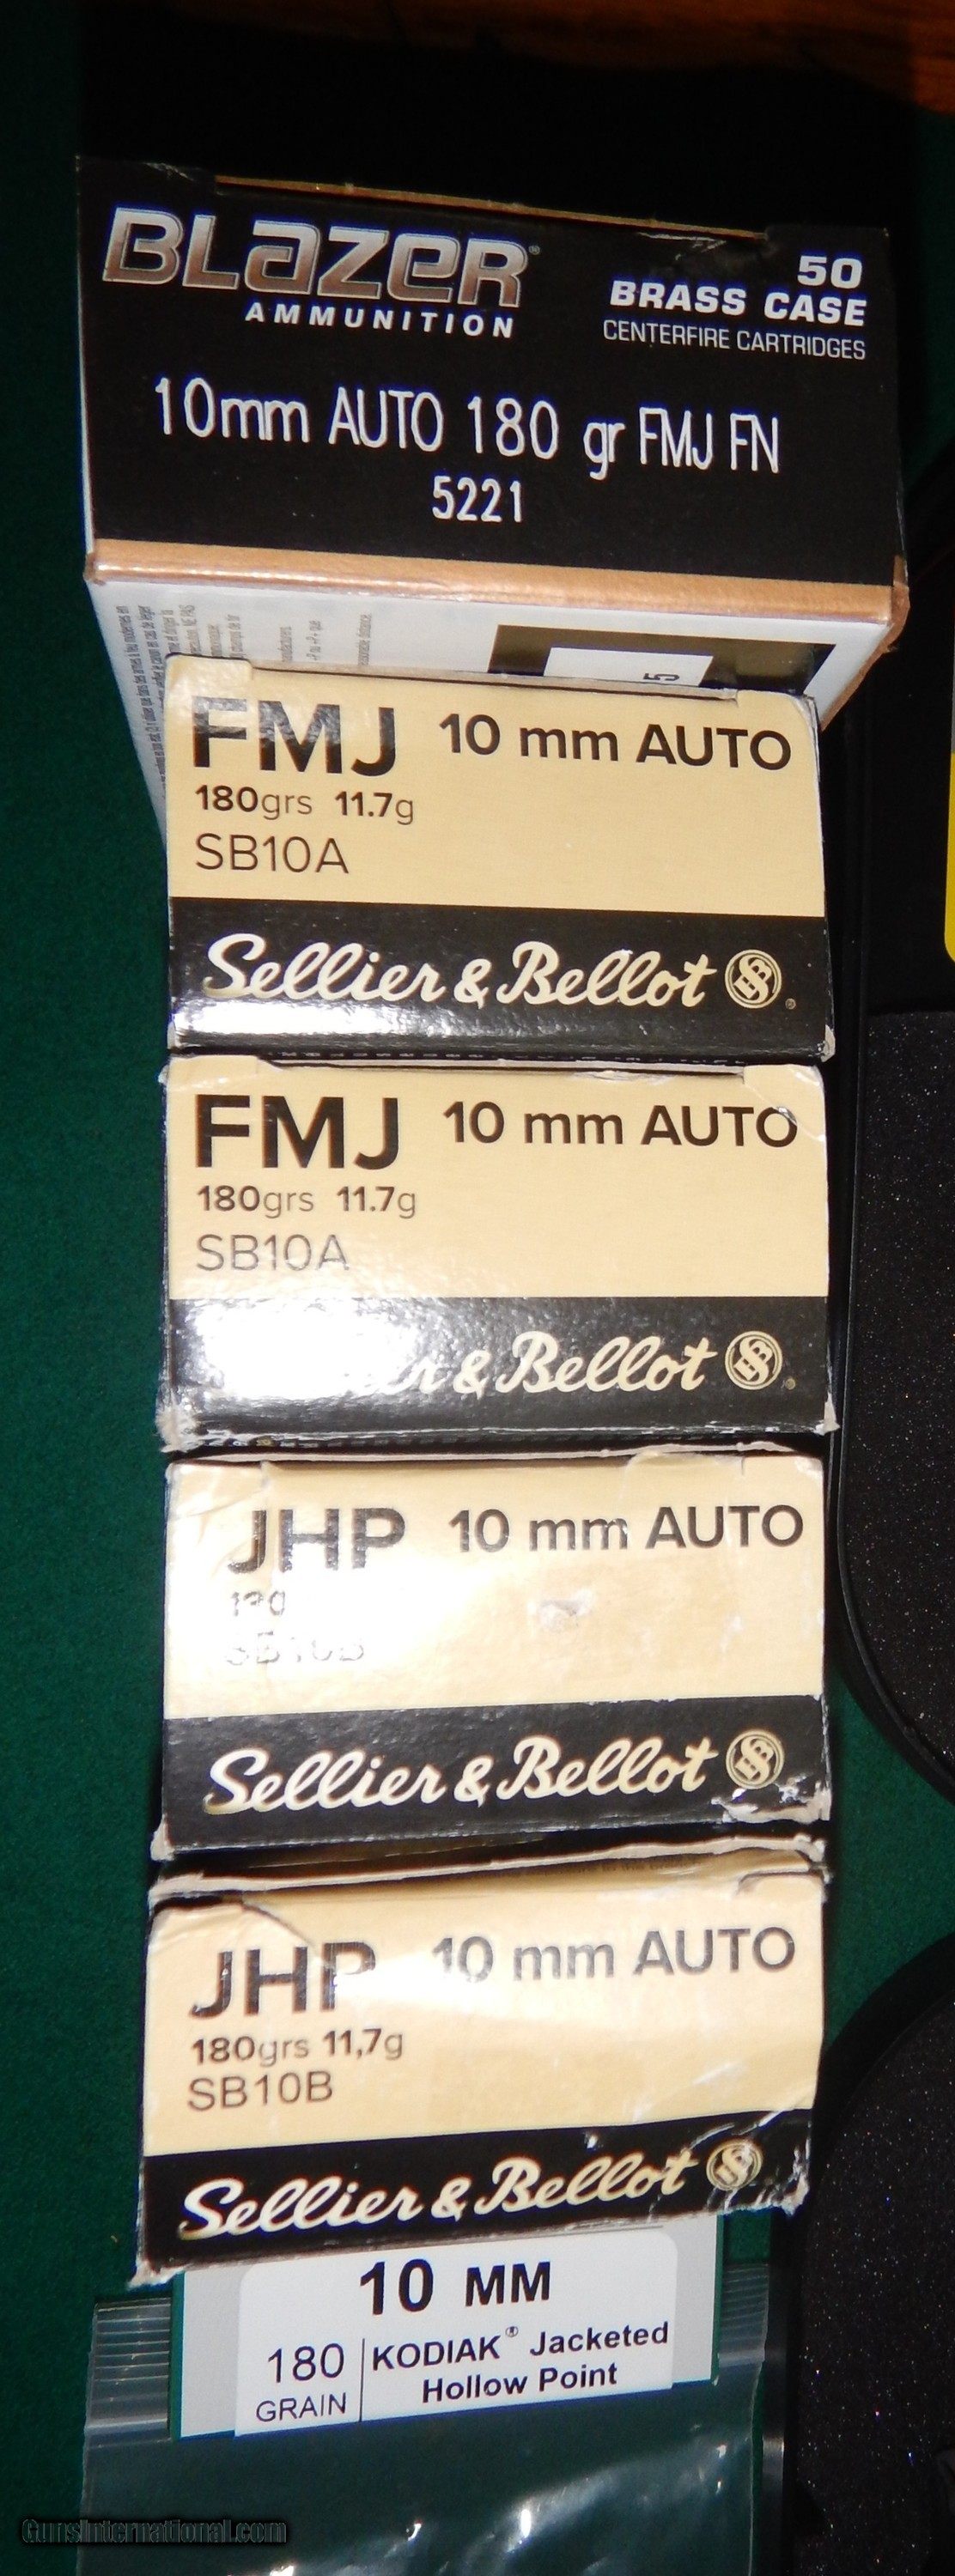 BLazeR
AMMUNITION
50
BRASS CASE
CENTERFIRE CARTRIDGES
10mm AUTO 180 gr FMJ FN
5221
5
FMJ 10 mm AUTO
180grs 11.7g
SB10A
Sellier & Bellot
FMJ 10 mm AUTO
180grs 11.7g
SB10A
& Bellot
JHP 10 mm AUTO
Sellier & Bellot
JHP 10 mm AUTO
180grs 11,7g
SB10B
Sellier & Bellot
10 MM
180 GRAIN
KODIAK® Jacketed
Hollow Point
GunsInternational.com